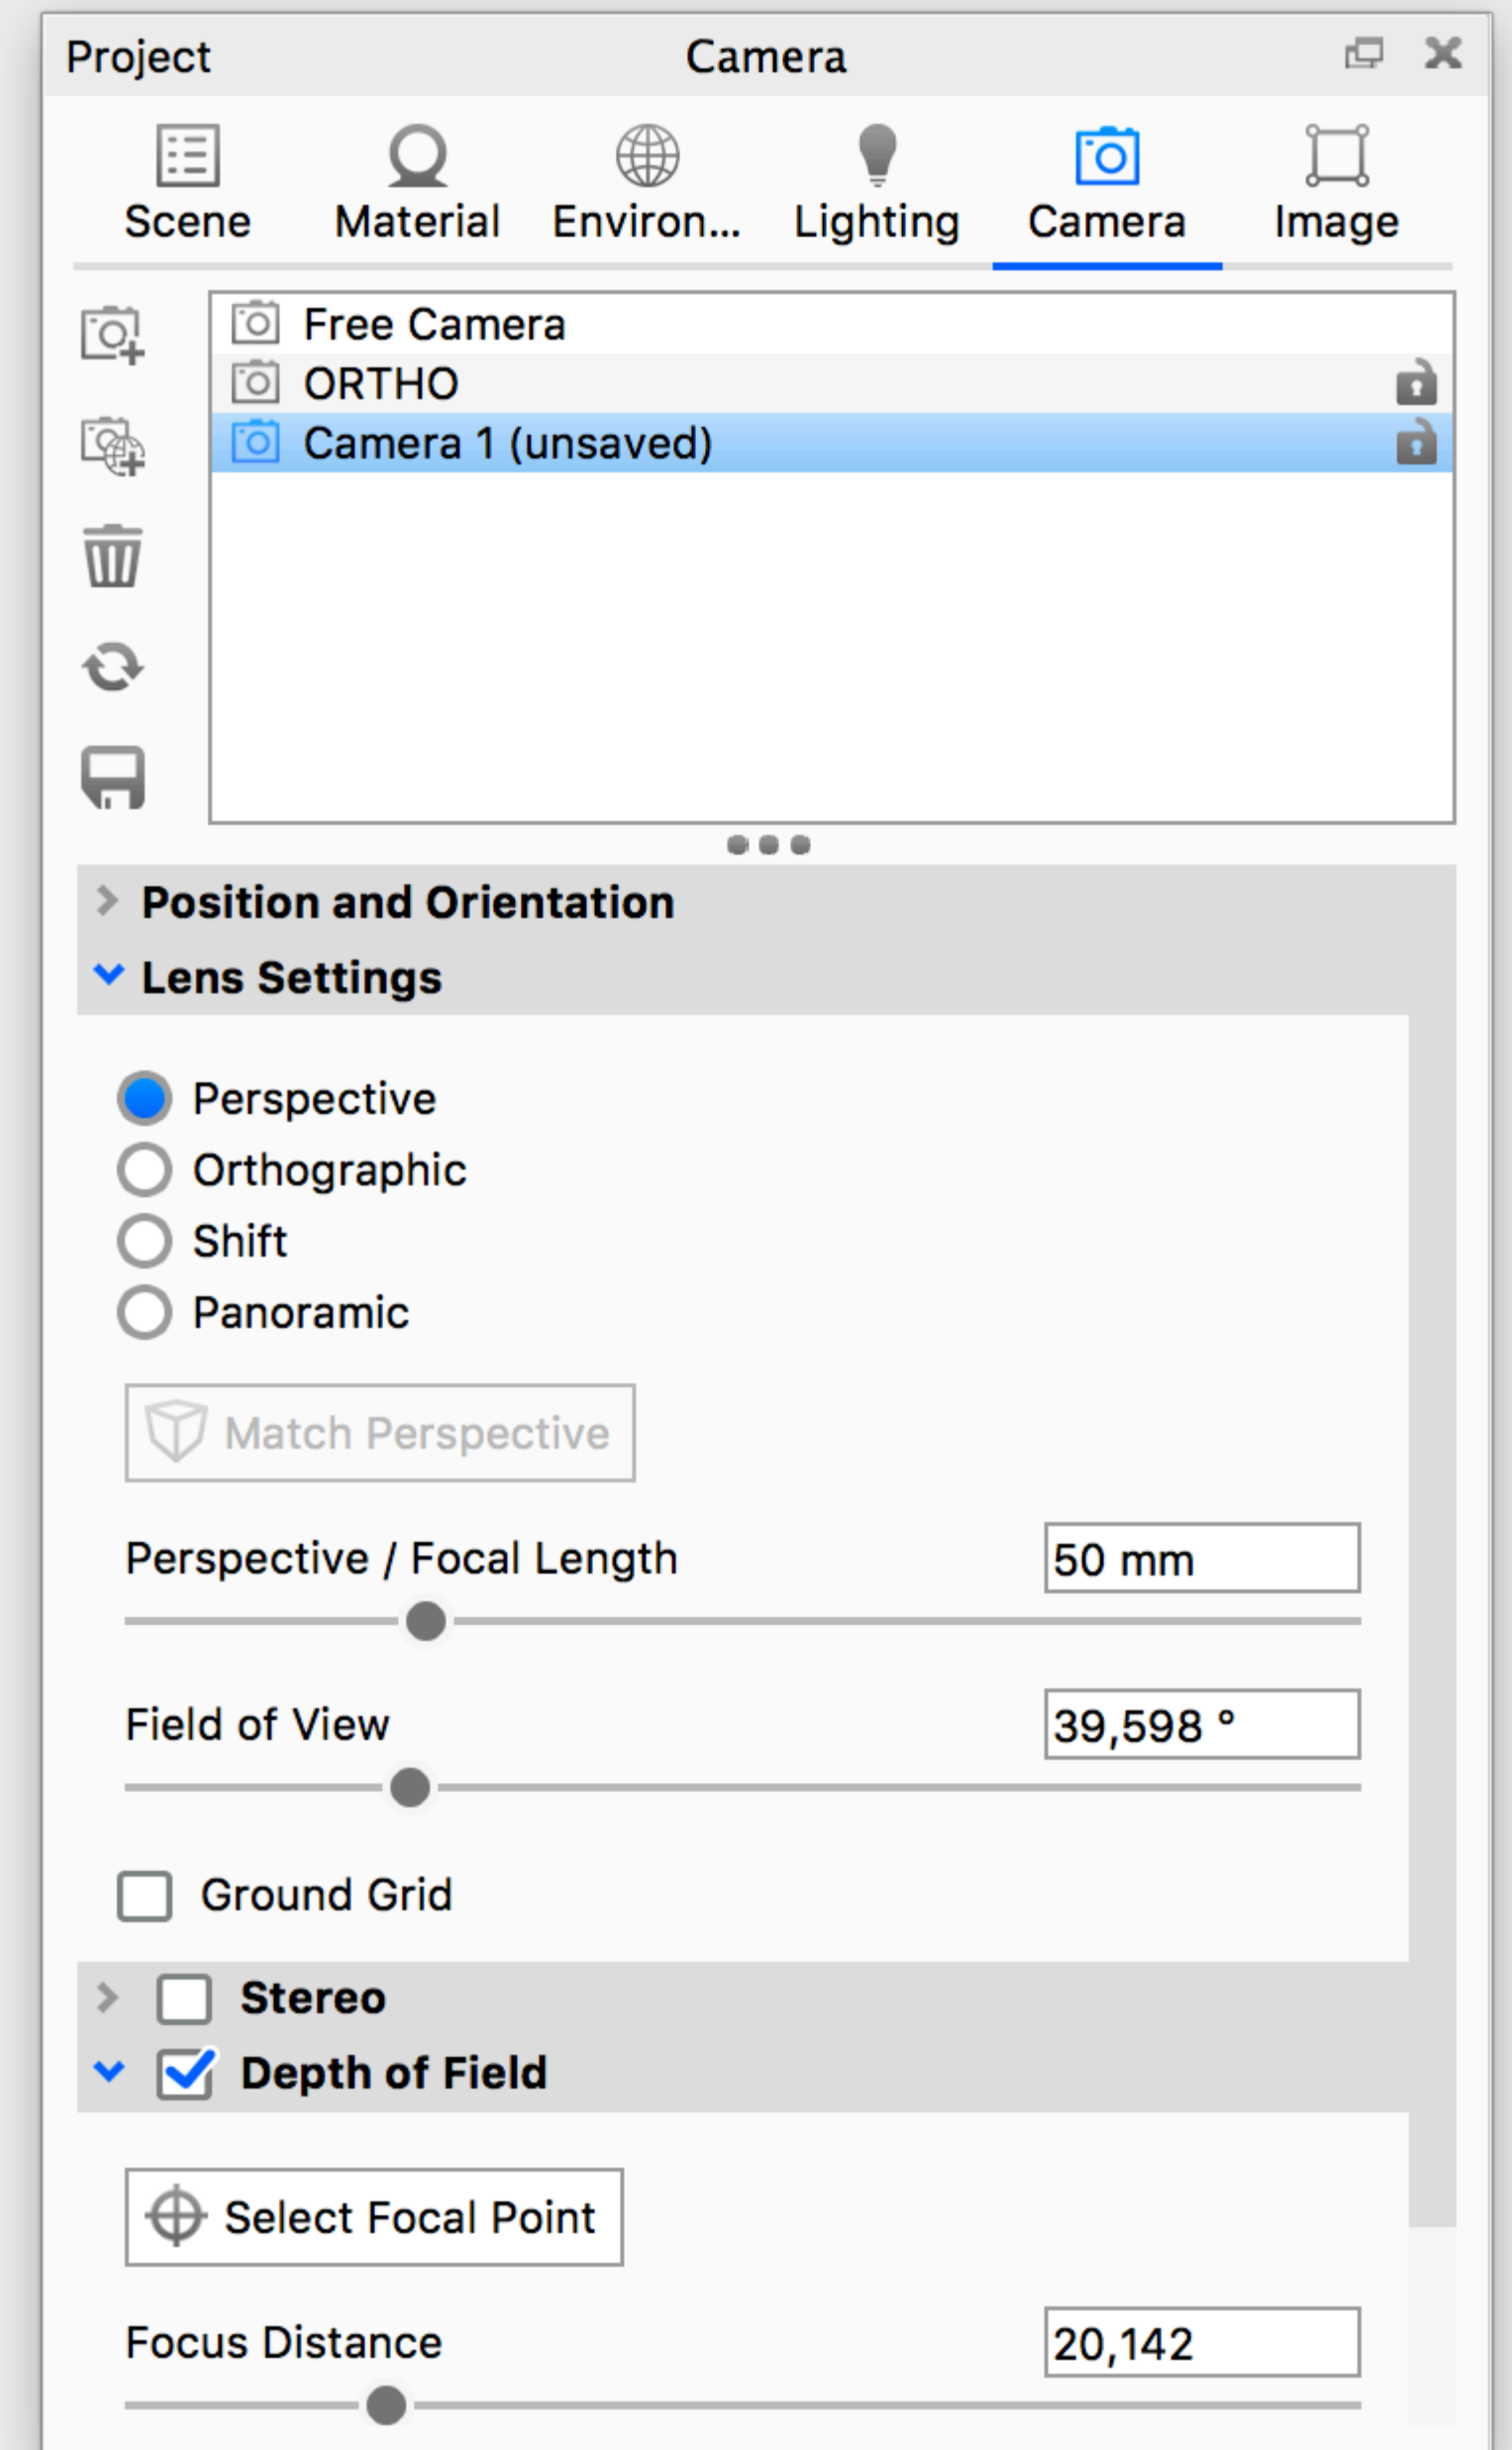 Project Camera
Scene Material Environ... Lighting Camera Image
Free Camera
ORTHO
Camera 1 (unsaved)
Position and Orientation
Lens Settings
Perspective
Orthographic
Shift
Panoramic
Match Perspective
Perspective / Focal Length 50 mm
Field of View 39,598 °
Ground Grid
Stereo
Depth of Field
Select Focal Point
Focus Distance 20,142